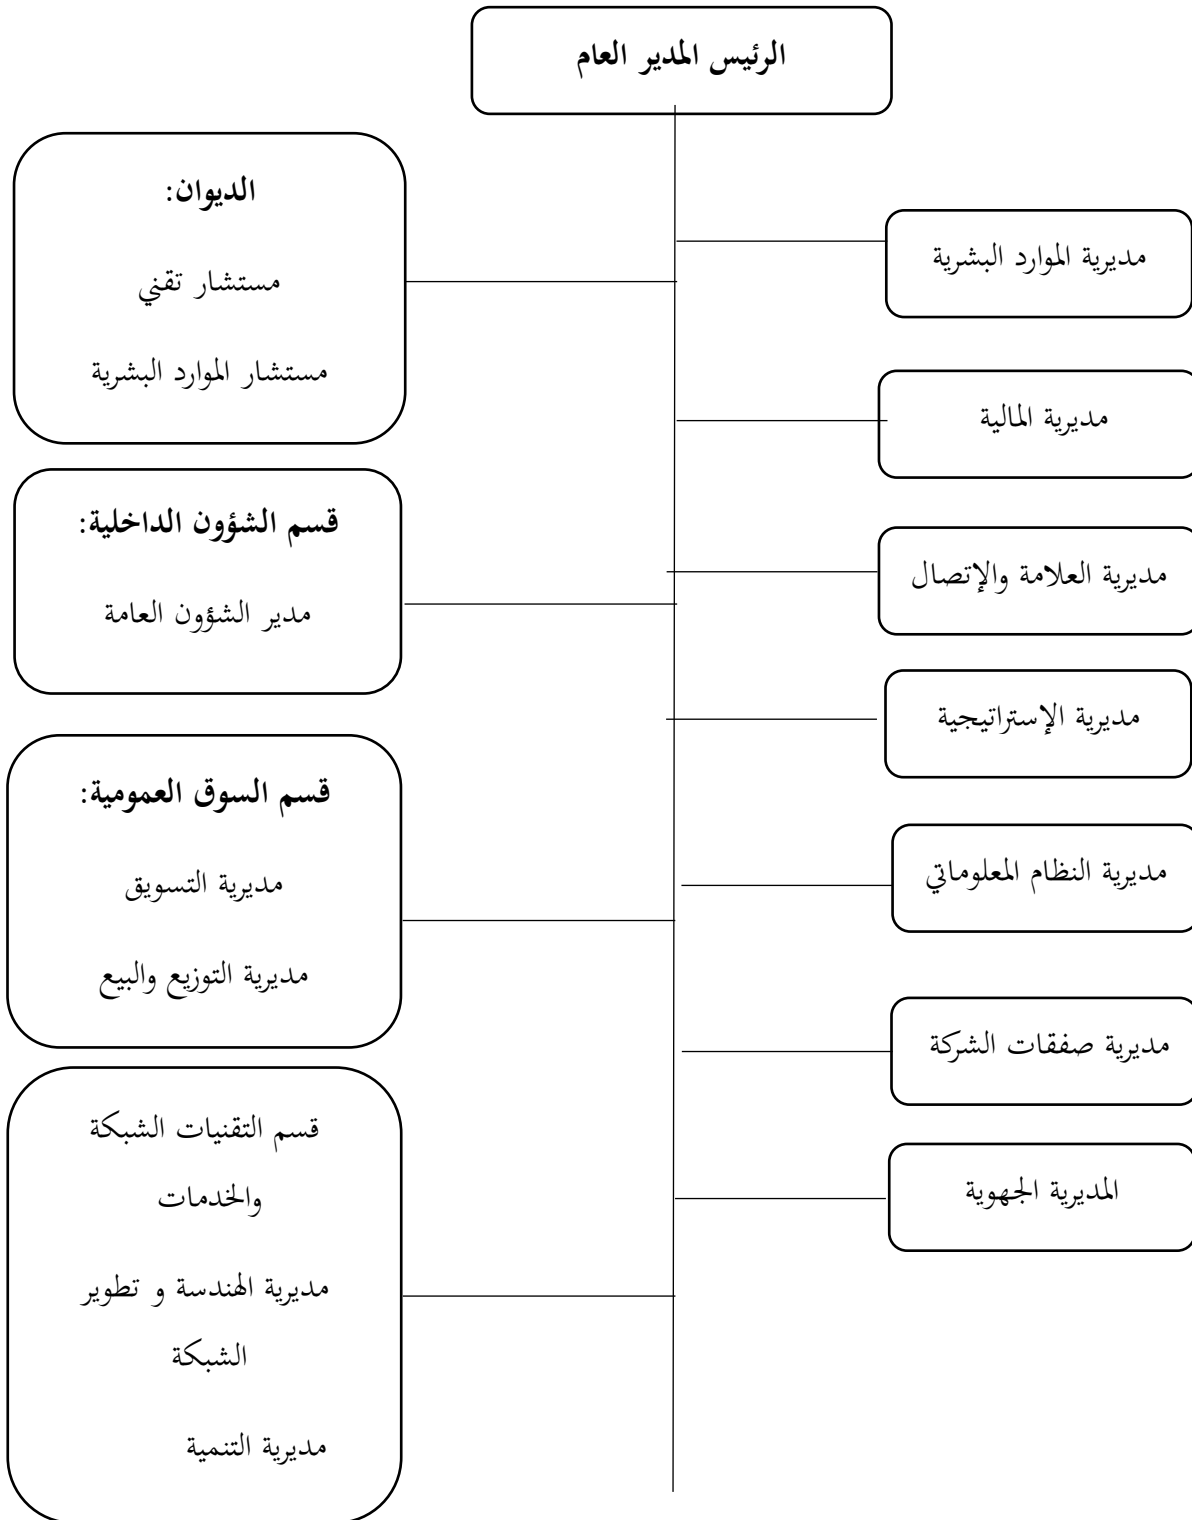 الرئيس المدير العام
مديرية الموارد البشرية
مديرية المالية
مديرية العلامة والإتصال
مديرية الإستراتيجية
مديرية النظام المعلوماتي
مديرية صفقات الشركة
المديرية الجهوية
الديوان:
مستشار تقني
مستشار الموارد البشرية
قسم الشؤون الداخلية:
مدير الشؤون العامة
قسم السوق العمومية:
مديرية التسويق
مديرية التوزيع والبيع
قسم التقنيات الشبكة
والخدمات
مديرية الهندسة و تطوير
الشبكة
مديرية التنمية